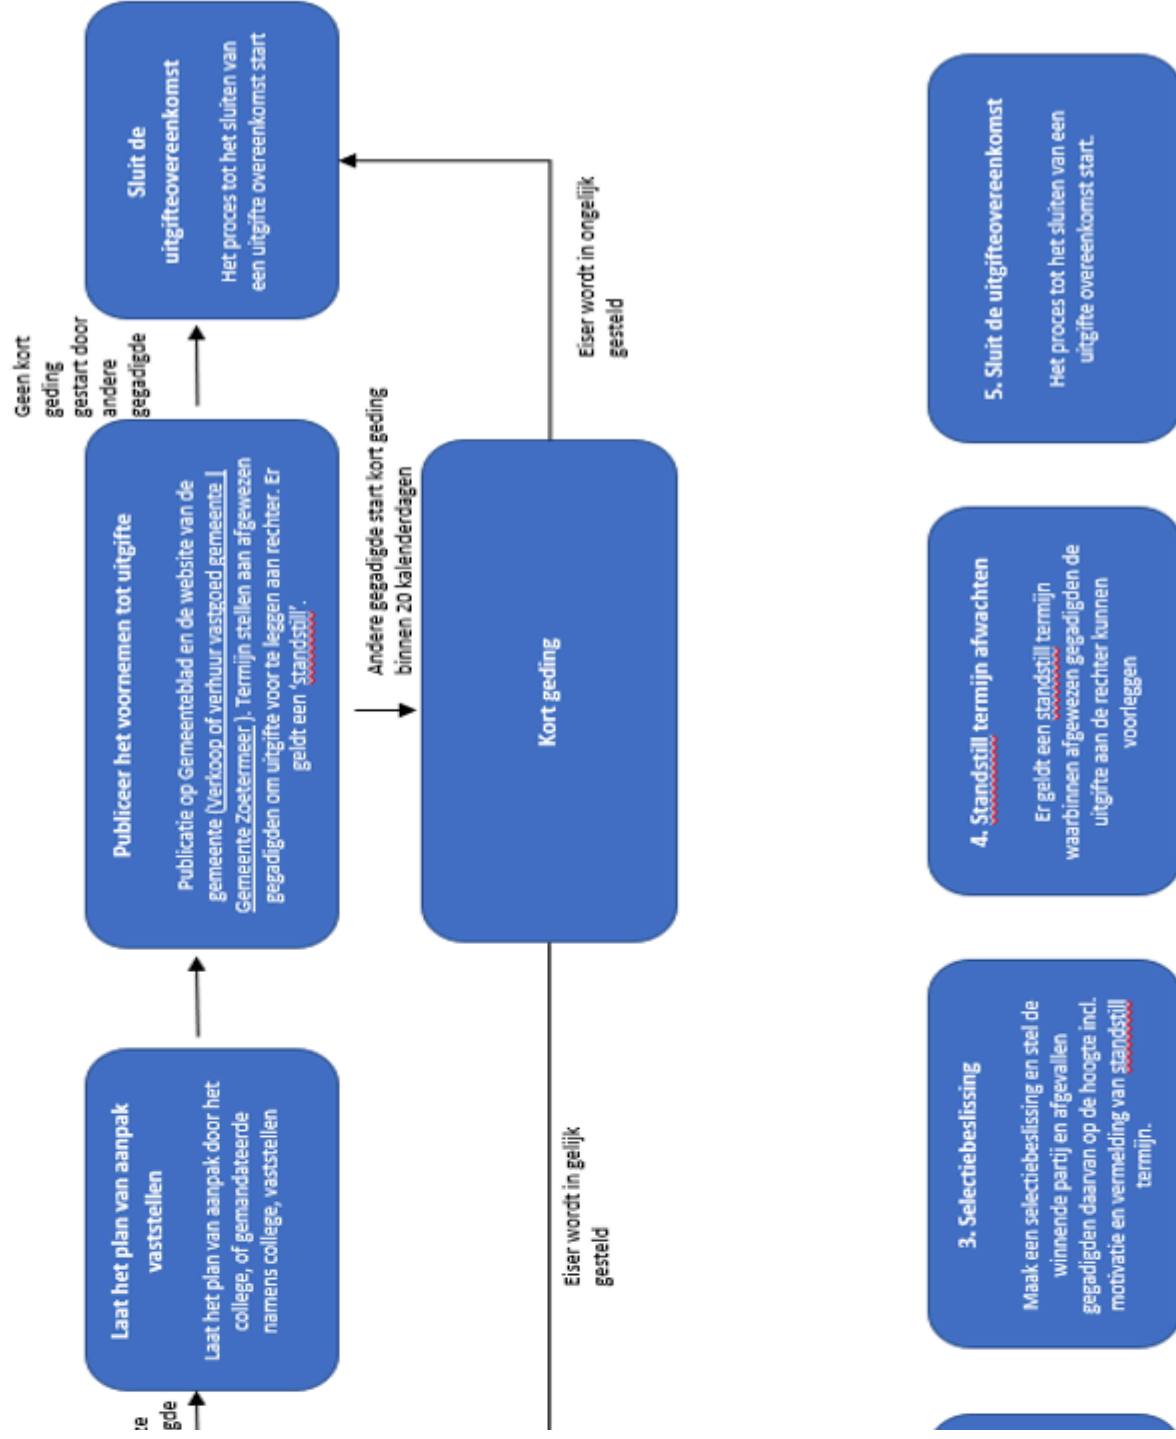 ze
gde
Laat het plan van aanpak
vaststellen
Laat het plan van aanpak door het
college, of gemandateerde
namens college, vaststellen
Publiceer het voornemen tot uitgifte
Publicatie op Gemeenteblad en de website van de
gemeente (Verkoop of verhuur vastgoed gemeente |
Gemeente Zoetermeer). Termijn stellen aan afgewezen
gegadigden om uitgifte voor te leggen aan rechter. Er
geldt een ‘standstill’.
Geen kort
geding
gestart door
andere
gegadigde
Sluit de
uitgifteovereenkomst
Het proces tot het sluiten van
een uitgifte overeenkomst start
Andere gegadigde start kort geding
binnen 20 kalenderdagen
Kort geding
Eiser wordt in gelijk
gesteld
Eiser wordt in ongelijk
gesteld
3. Selectiebeslissing
Maak een selectiebeslissing en stel de
winnende partij en afgevallen
gegadigden daarvan op de hoogte incl.
motivatie en vermelding van standstill
termijn.
4. Standstill termijn afwachten
Er geldt een standstill termijn
waarbinnen afgewezen gegadigden de
uitgifte aan de rechter kunnen
voorleggen
5. Sluit de uitgifteovereenkomst
Het proces tot het sluiten van een
uitgifte overeenkomst start.